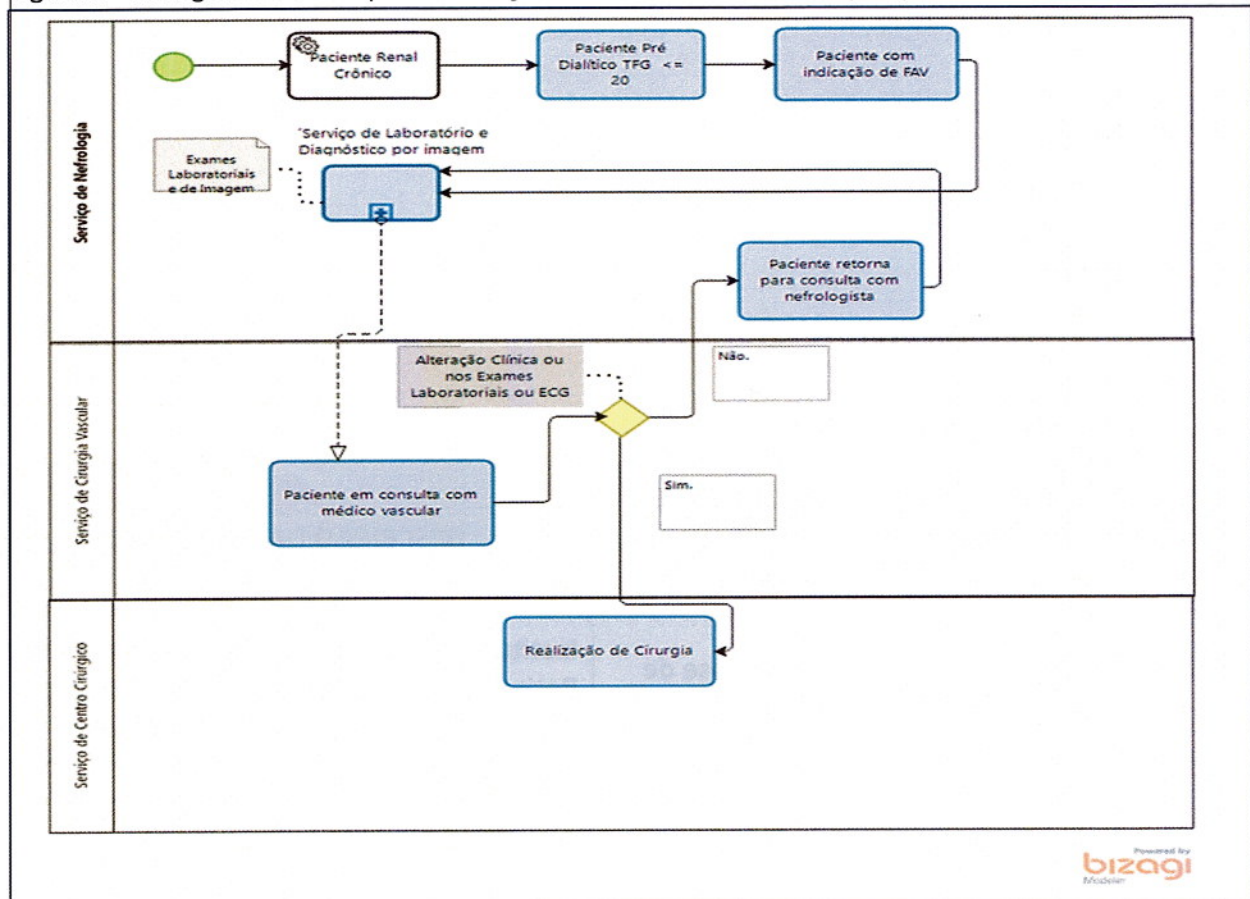 Serviço de Nefrologia
Paciente Renal
Crônico
Paciente Pré
Dialítico TFG <=
20
Paciente com
indicação de FAV
Exames
Laboratoriais
e de Imagem
'Serviço de Laboratório e
Diagnóstico por imagem
Paciente retorna
para consulta com
nefrologista
Serviço de Cirurgia Vascular
Alteração Clínica ou
nos Exames
Laboratoriais ou ECG
Não.
Paciente em consulta com
médico vascular
Sim.
Serviço de Centro Cirúrgico
Realização de Cirurgia
Powered by
bizagi
Modeler